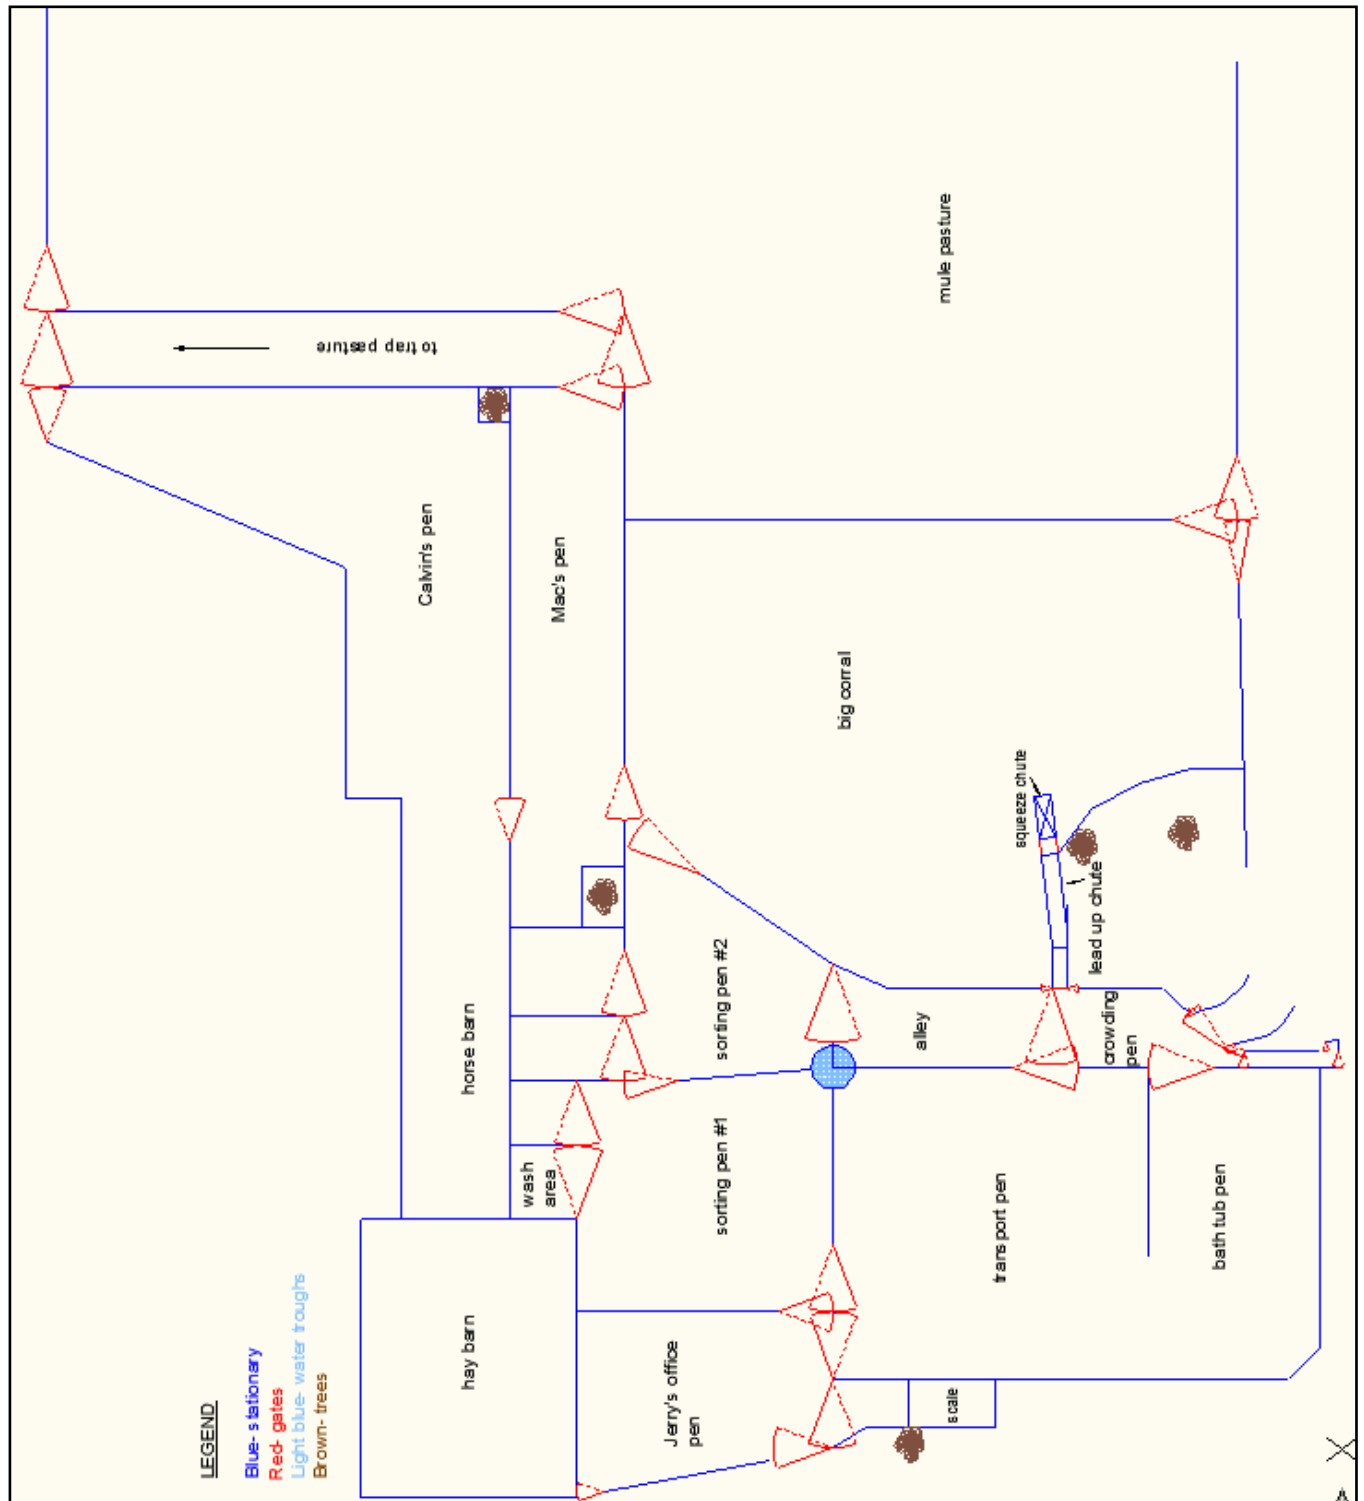 LEGEND
Blue- stationary
Red- gates
Light blue- water troughs
Brown- trees
hay barn
horse barn
Calvin's pen
to trap pasture
wash
area
Mac's pen
Jerry's office
pen
sorting pen #1
sorting pen #2
big corral
mule pasture
scale
transport pen
alley
squeeze chute
lead up chute
crowding
pen
bath tub pen
X